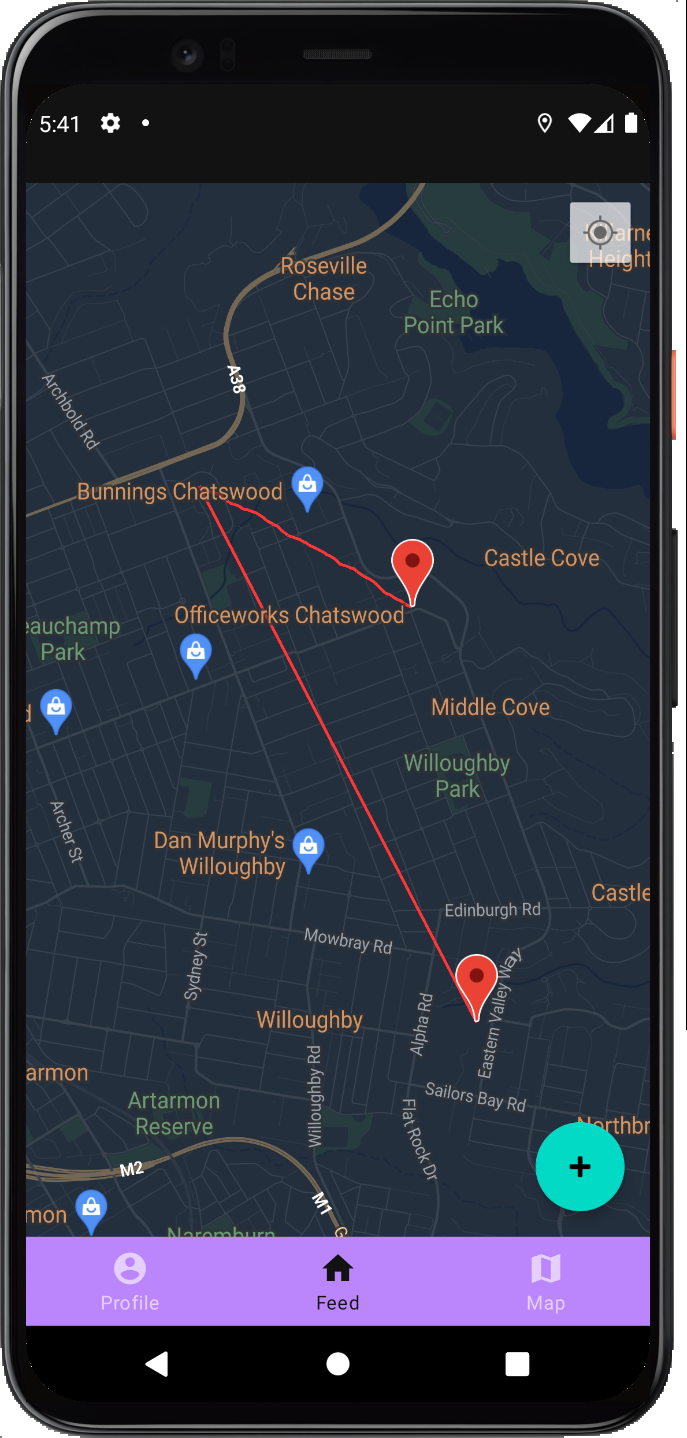 5:41
Roseville
Chase
Height
Echo
Point Park
A38
Archbold Rd
Bunnings Chatswood
Castle Cove
Officeworks Chatswood
eauchamp
Park
d
Middle Cove
Willoughby
Park
Archer St
Dan Murphy's
Willoughby
Castle
Edinburgh Rd
Mowbray Rd
Sydney St
Eastern Valley Way
Alpha Rd
Willoughby
armon
Willoughby Rd
Sailors Bay Rd
Artarmon
Reserve
Flat Rock Dr
Northbr
M2
M1
mon
G
Naremburn
Profile
Feed
Map